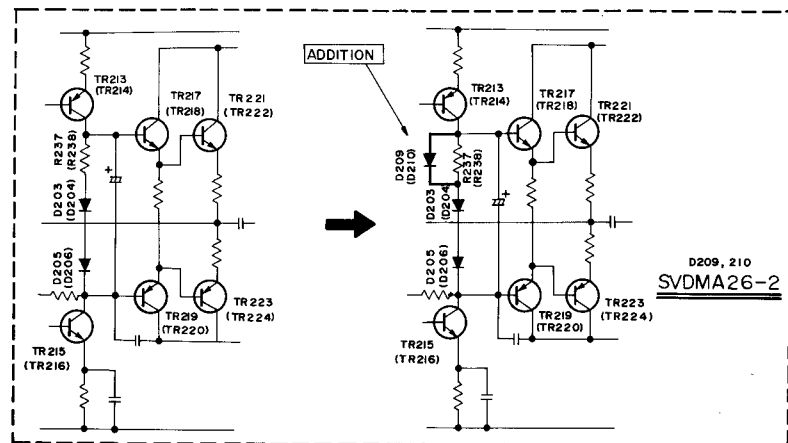 TR213
(TR214)
TR217
(TR218)
TR221
(TR222)
R237
(R238)
+
D203
(D204)
D205
(D206)
TR219
(TR220)
TR223
(TR224)
TR215
(TR216)
ADDITION
TR213
(TR214)
TR217
(TR218)
TR221
(TR222)
D209
(D210)
R237
(R238)
+
D203
(D204)
D205
(D206)
TR219
(TR220)
TR223
(TR224)
TR215
(TR216)
D209, 210
SVDMA26-2